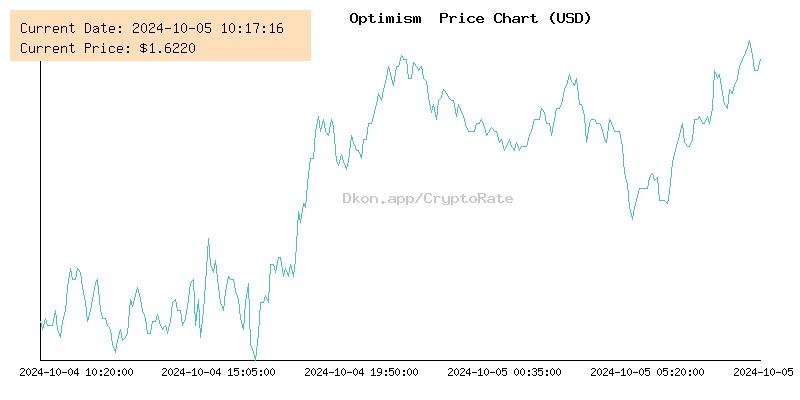 Optimism  Price Chart (USD)
Current Date: 2024-10-05 10:17:16
Current Price: $1.6220
Dkon.app/CryptoRate
2024-10-04 10:20:00 2024-10-04 15:05:00 2024-10-04 19:50:00 2024-10-05 00:35:00 2024-10-05 05:20:00 2024-10-05